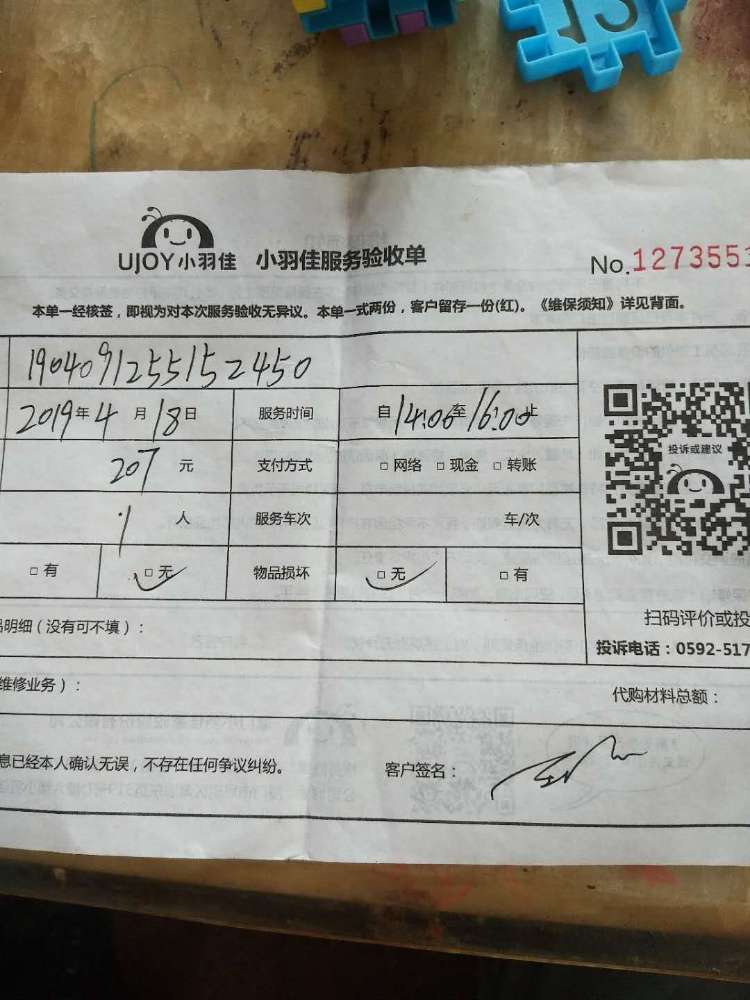 UJOY小羽佳 小羽佳服务验收单
No.1273551
本单一经核签，即视为对本次服务验收无异议。本单一式两份，客户留存一份(红)。《维保须知》详见背面。
1904091255152450
2019年4月18日 服务时间 自14:00至16:00止
207元 支付方式 □网络 □现金 □转账
1人 服务车次 车/次
□有 □无 物品损坏 □无 □有
投诉或建议
扫码评价或投
明细（没有可不填）：
投诉电话：0592-517
维修业务）： 代购材料总额：
息已经本人确认无误，不存在任何争议纠纷。 客户签名：